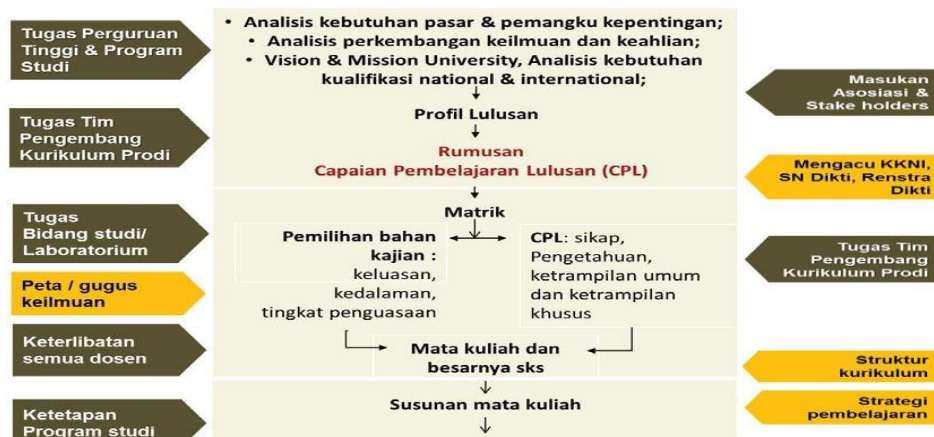 Tugas Perguruan
Tinggi & Program
Studi
• Analisis kebutuhan pasar & pemangku kepentingan;
• Analisis perkembangan keilmuan dan keahlian;
• Vision & Mission University, Analisis kebutuhan
kualifikasi national & international;
Masukan
Asosiasi &
Stake holders
Tugas Tim
Pengembang
Kurikulum Prodi
Profil Lulusan
Rumusan
Capaian Pembelajaran Lulusan (CPL)
Mengacu KKNI,
SN Dikti, Renstra
Dikti
Tugas
Bidang studi/
Laboratorium
Matrik
Pemilihan bahan
kajian :
keluasan,
kedalaman,
tingkat penguasaan
CPL: sikap,
Pengetahuan,
ketrampilan umum
dan ketrampilan
khusus
Tugas Tim
Pengembang
Kurikulum Prodi
Peta / gugus
keilmuan
Keterlibatan
semua dosen
Mata kuliah dan
besarnya sks
Struktur
kurikulum
Susunan mata kuliah
Strategi
pembelajaran
Ketetapan
Program studi